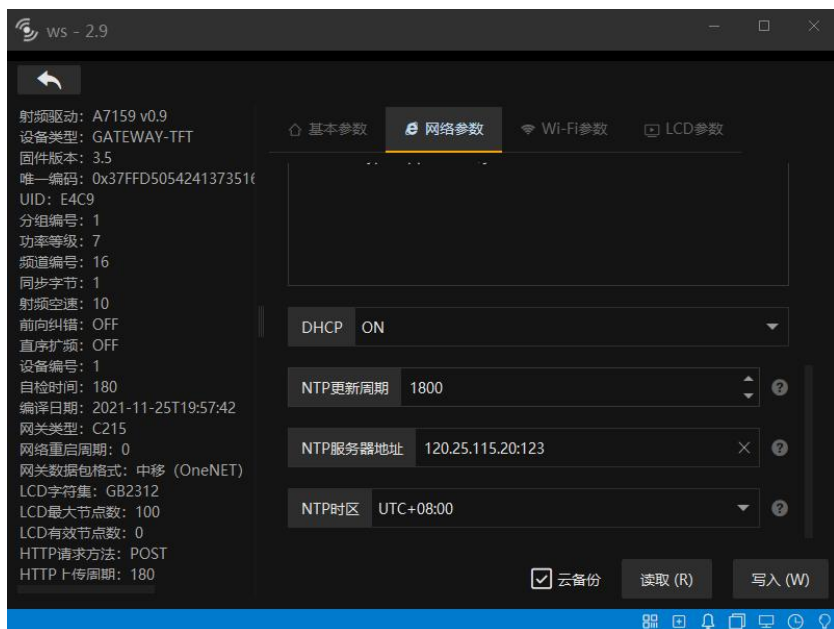 ws - 2.9
射频驱动: A7159 v0.9
设备类型: GATEWAY-TFT
固件版本: 3.5
唯一编码: 0x37FFD5054241373516
UID: E4C9
分组编号: 1
功率等级: 7
频道编号: 16
同步字节: 1
射频空速: 10
前向纠错: OFF
直序扩频: OFF
设备编号: 1
自检时间: 180
编译日期: 2021-11-25T19:57:42
网关类型: C215
网络重启周期: 0
网关数据包格式: 中移（OneNET）
LCD字符集: GB2312
LCD最大节点数: 100
LCD有效节点数: 0
HTTP请求方法: POST
HTTP上传周期: 180
基本参数 网络参数 Wi-Fi参数 LCD参数
DHCP ON
NTP更新周期 1800
NTP服务器地址 120.25.115.20:123
NTP时区 UTC+08:00
云备份 读取 (R) 写入 (W)